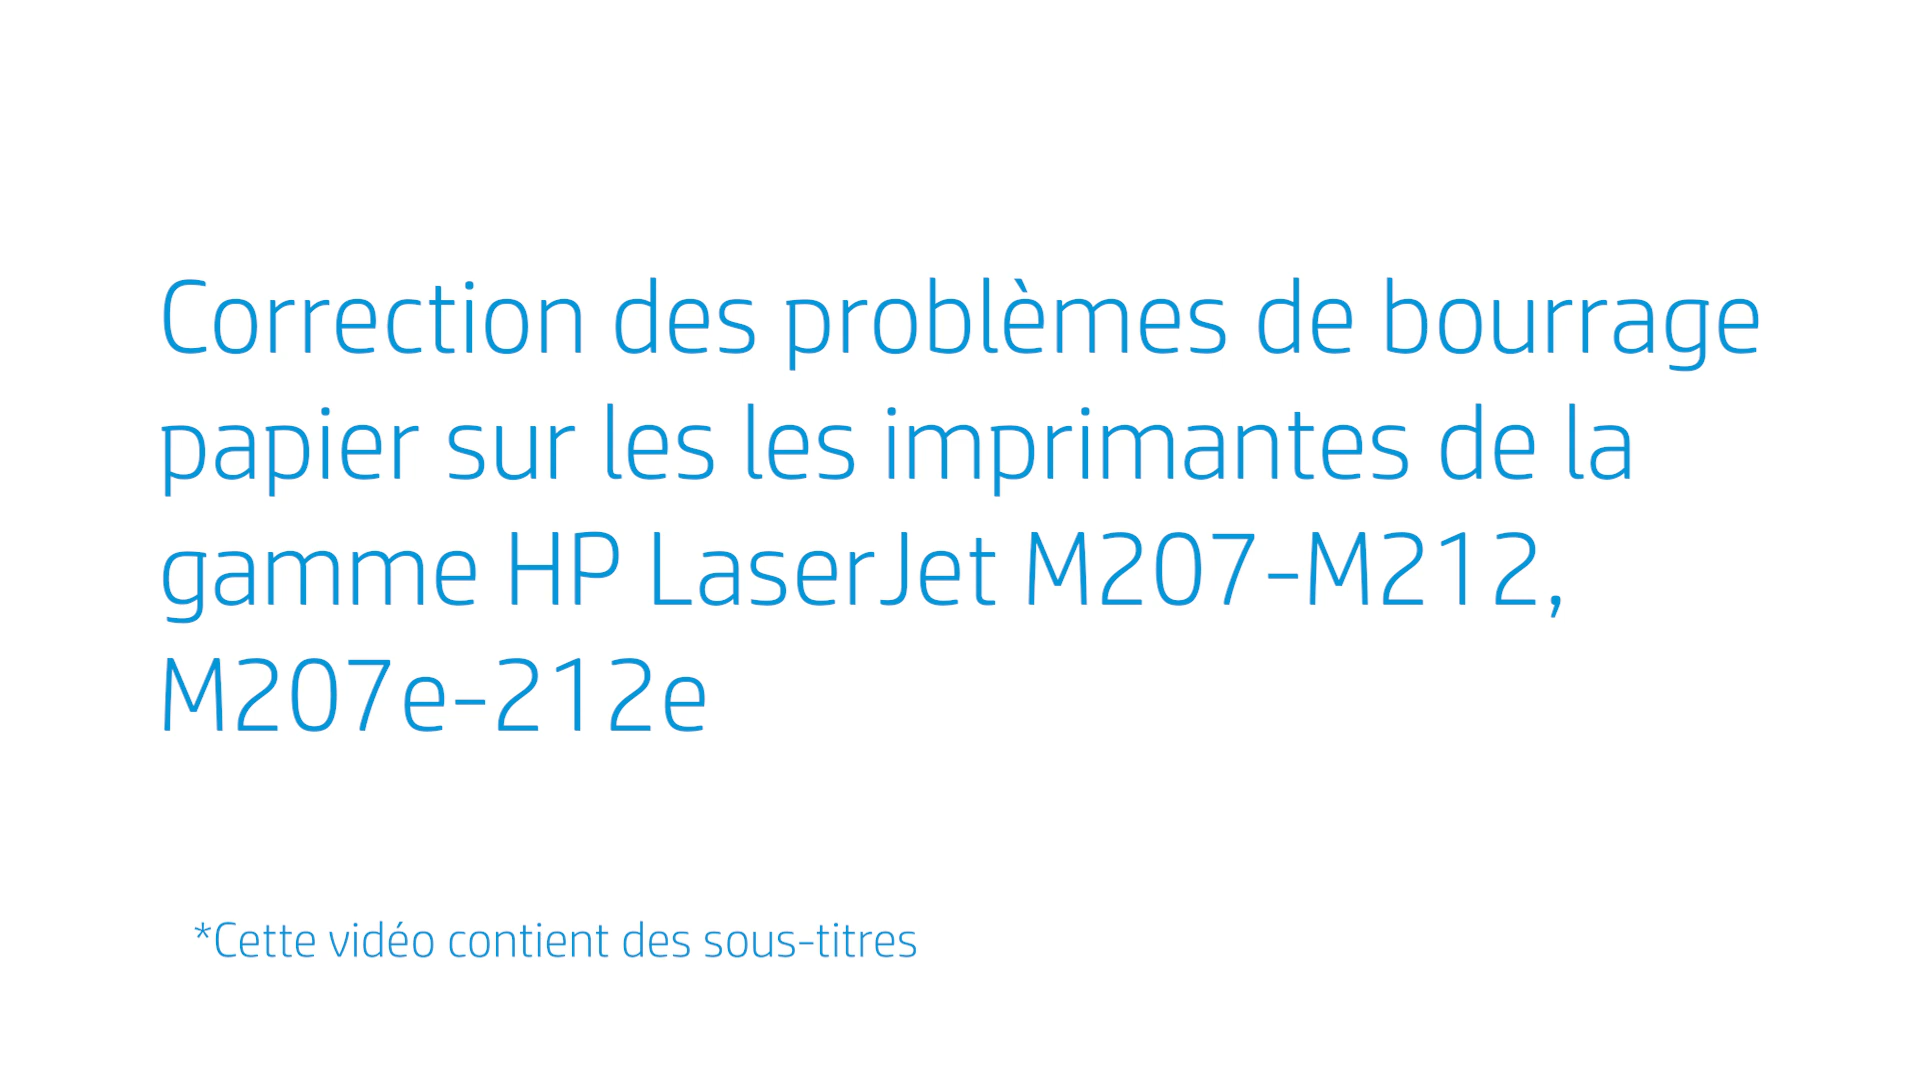 Correction des problèmes de bourrage
papier sur les les imprimantes de la
gamme HP LaserJet M207-M212,
M207e-212e
*Cette vidéo contient des sous-titres